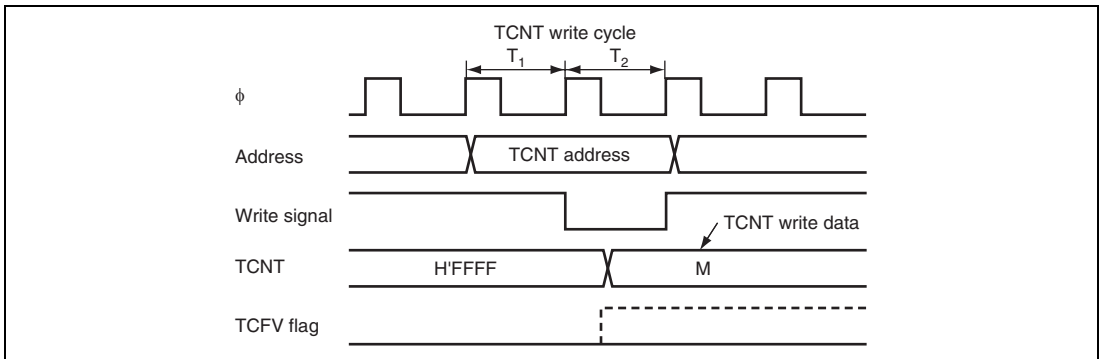 TCNT write cycle
T1 T2
ϕ
Address TCNT address
Write signal
TCNT write data
TCNT H'FFFF M
TCFV flag